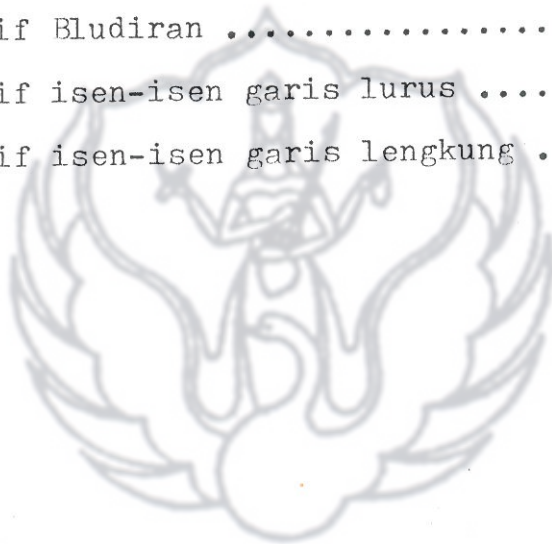 if Bludiran ..................
if isen-isen garis lurus ....
if isen-isen garis lengkung .